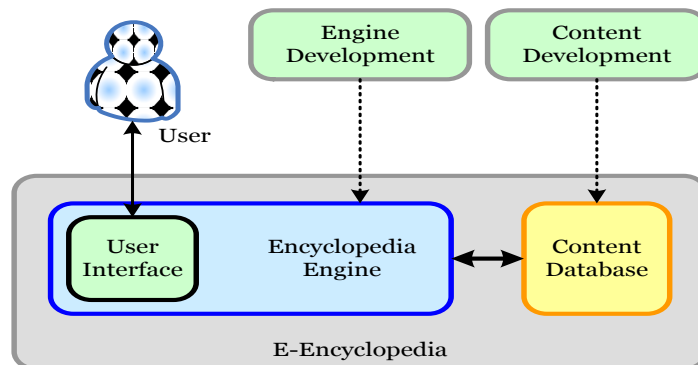 Engine
Development
Content
Development
User
User
Interface
Encyclopedia
Engine
Content
Database
E-Encyclopedia